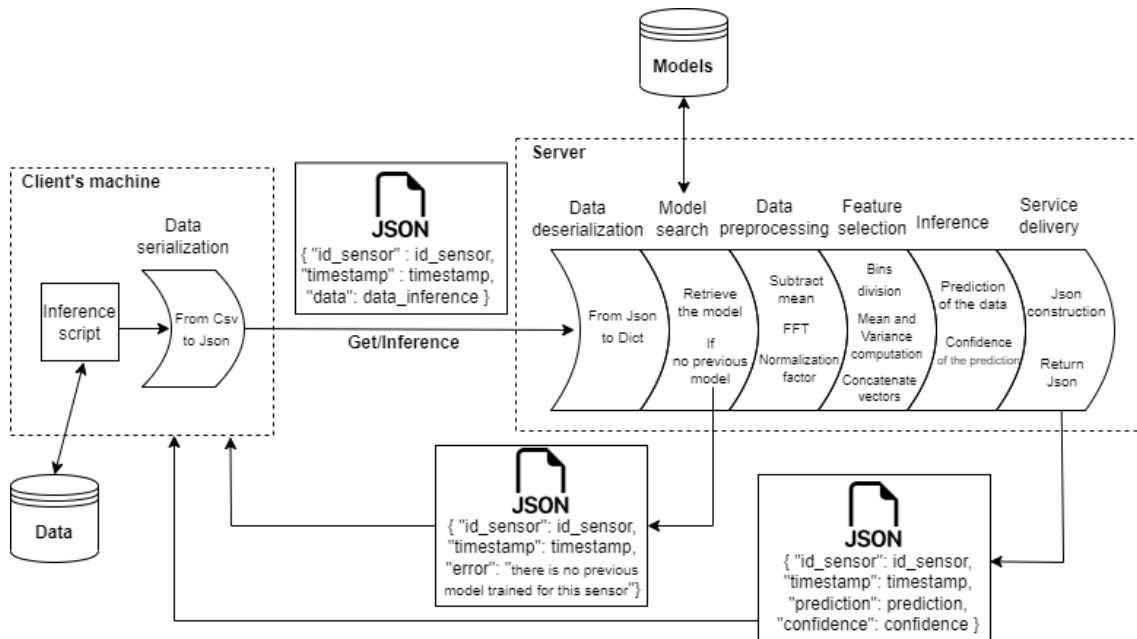 Models
Server
Client's machine
Data
serialization
Inference
script
From Csv
to Json
Data
JSON
{ "id_sensor" : id_sensor,
"timestamp" : timestamp,
"data": data_inference }
Get/Inference
Data
deserialization
Model
search
Data
preprocessing
Feature
selection
Inference
Service
delivery
From Json
to Dict
Retrieve
the model
If
no previous
model
Subtract
mean
FFT
Normalization
factor
Bins
division
Mean and
Variance
computation
Concatenate
vectors
Prediction
of the data
Confidence
of the prediction
Json
construction
Return
Json
JSON
{ "id_sensor": id_sensor,
"timestamp": timestamp,
"error": "there is no previous
model trained for this sensor"}
JSON
{ "id_sensor": id_sensor,
"timestamp": timestamp,
"prediction": prediction,
"confidence": confidence }